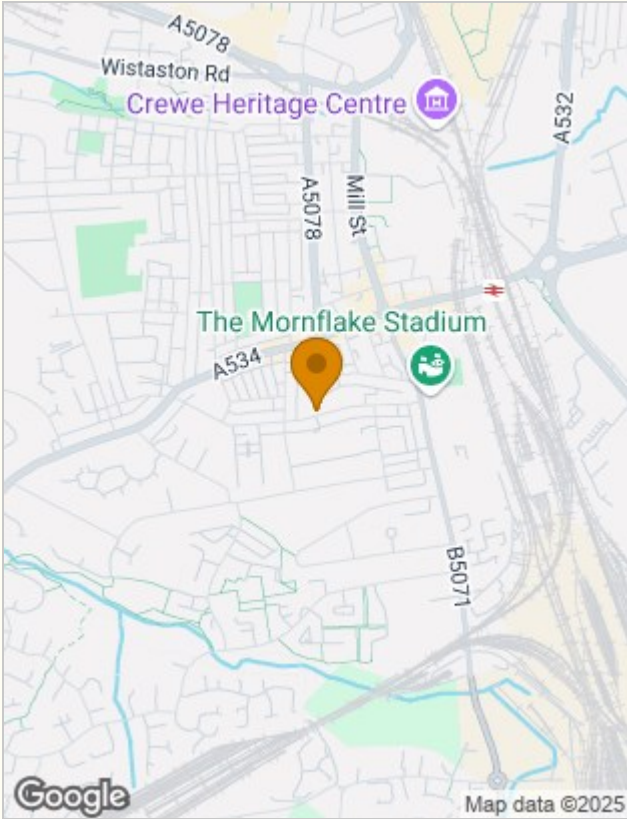 A5078
Wistaston Rd
Crewe Heritage Centre
A532
A5078
Mill St
The Mornflake Stadium
A534
B5071
Google
Map data ©2025